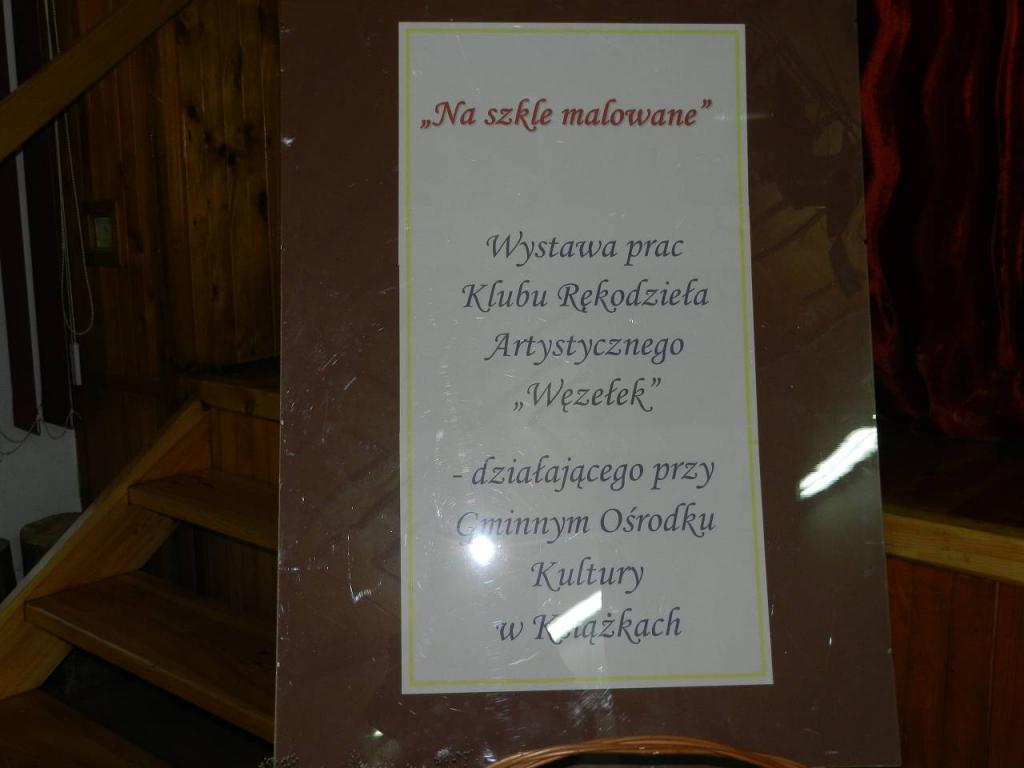 „Na szkle malowane”
Wystawa prac
Klubu Rękodzieła
Artystycznego
„Węzełek”
- działającego przy
Gminnym Ośrodku
Kultury
w Książkach